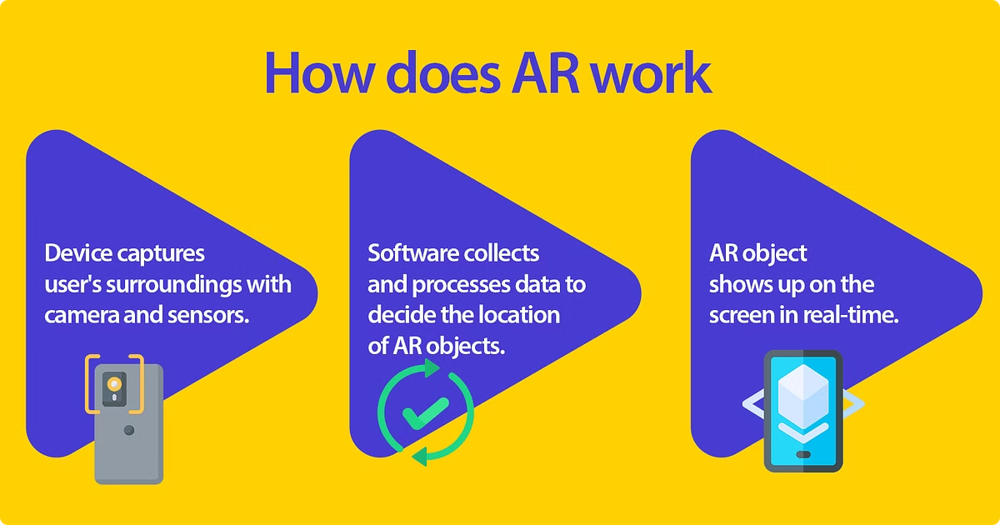 How does AR work
Device captures
user's surroundings with
camera and sensors.
Software collects
and processes data to
decide the location
of AR objects.
AR object
shows up on the
screen in real-time.